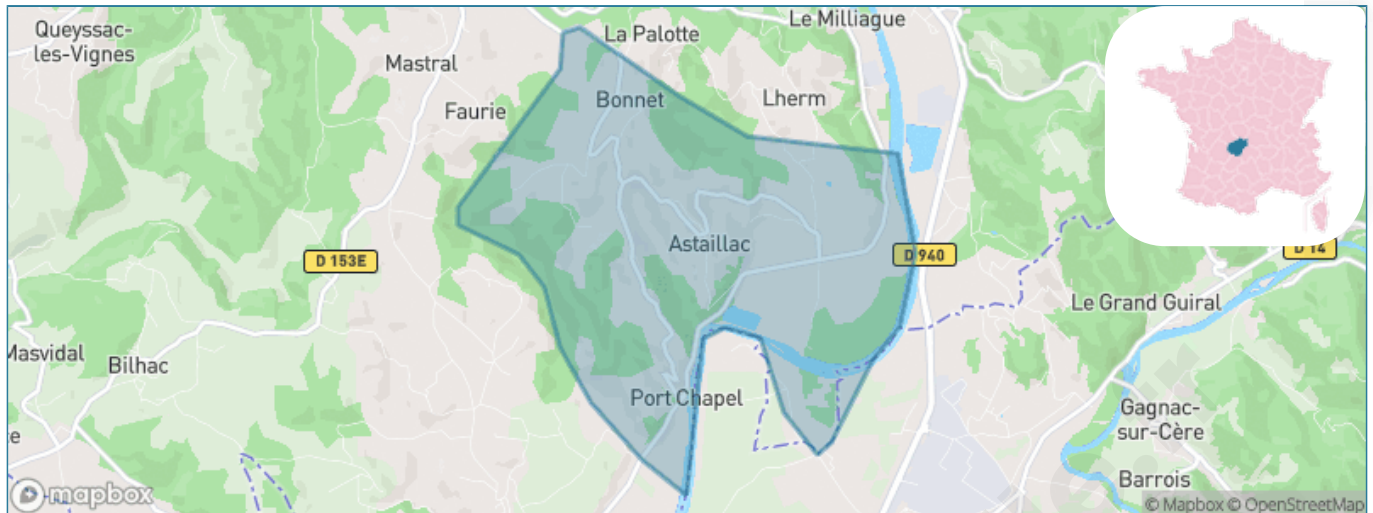 Le Milliague
Queyssac-
les-Vignes
La Palotte
Mastral
Bonnet
Lherm
Faurie
Astaillac
D 153E
D 940
D 14
Le Grand Guiral
Masvidal
Bilhac
Port Chapel
Gagnac-
sur-Cère
te
Barrois
mapbox
© Mapbox © OpenStreetMap